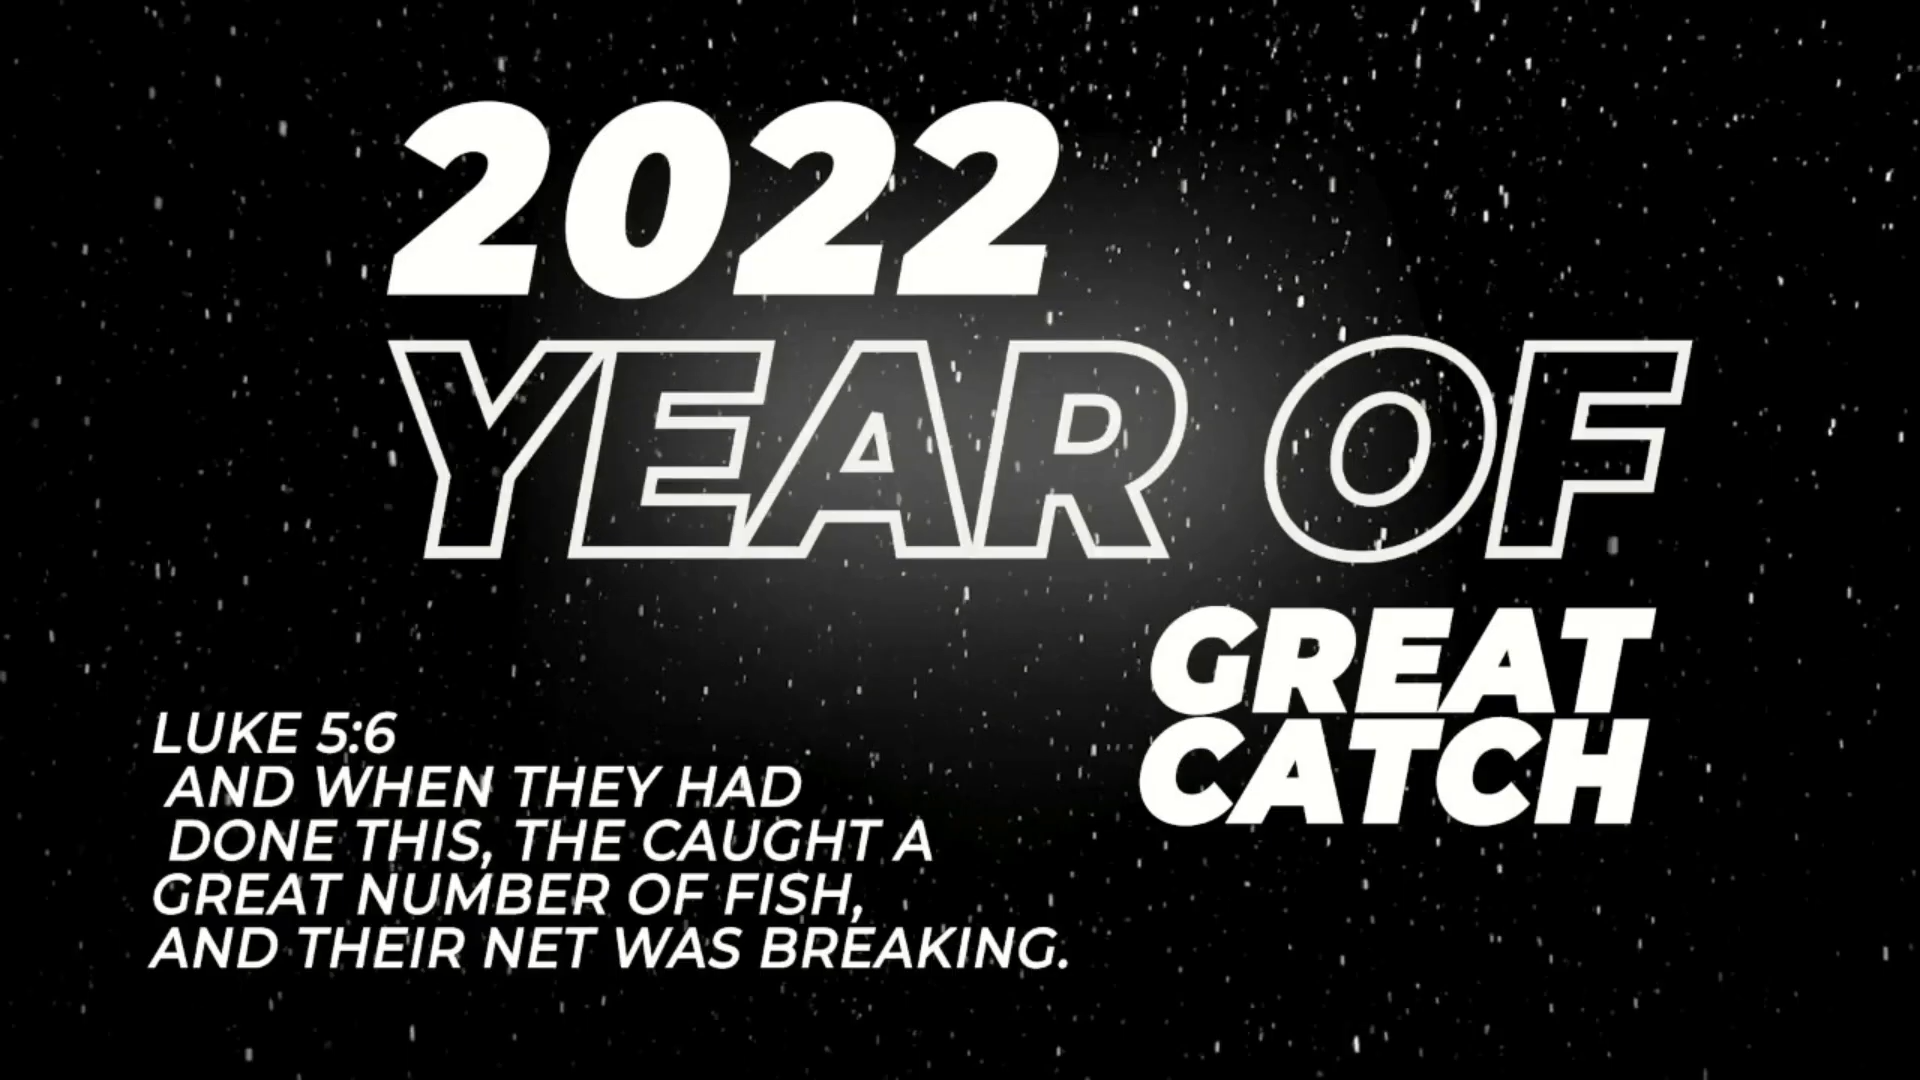 2022
YEAR OF
GREAT
CATCH
LUKE 5:6
AND WHEN THEY HAD
DONE THIS, THE CAUGHT A
GREAT NUMBER OF FISH,
AND THEIR NET WAS BREAKING.